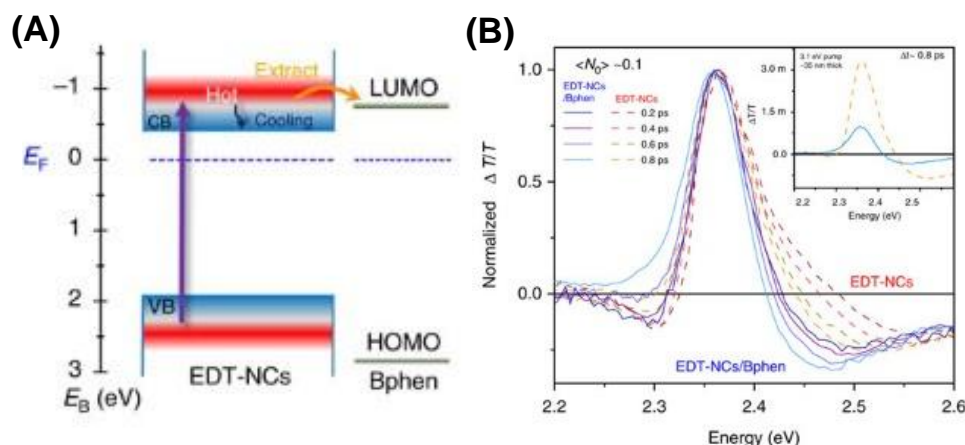 (A)
−1
0
1
2
3
E_F
E_B (eV)
Extract
Hot
Cooling
CB
VB
LUMO
HOMO
EDT-NCs
Bphen
(B)
<N_0> ~0.1
EDT-NCs
/Bphen
EDT-NCs
0.2 ps
0.4 ps
0.6 ps
0.8 ps
Normalized Δ T/T
1.0
0.5
0.0
2.2 2.3 2.4 2.5 2.6
Energy (eV)
EDT-NCs
EDT-NCs/Bphen
3.1 eV pump
~35 nm thick
Δt~ 0.8 ps
ΔT/T
3.0 m
1.5 m
0.0
2.2 2.3 2.4 2.5
Energy (eV)